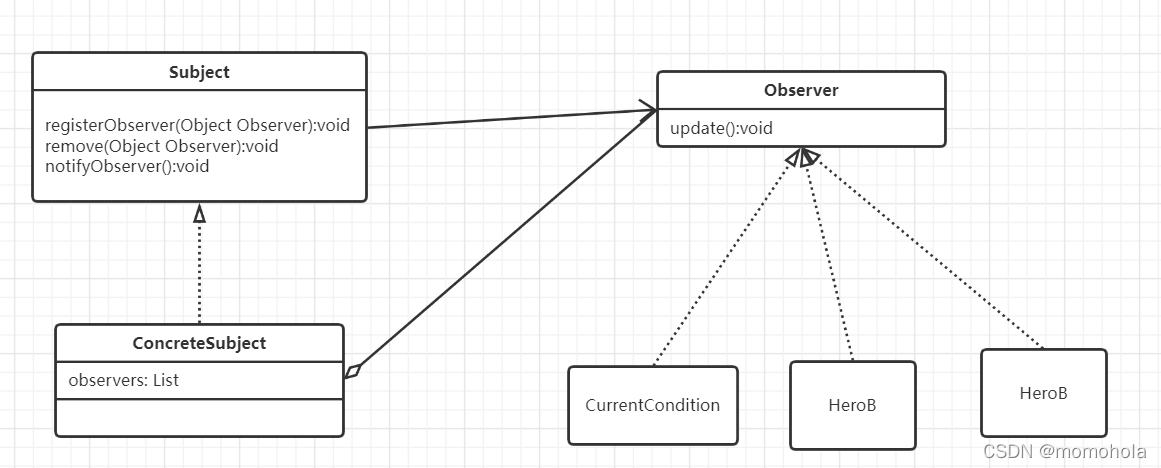 Subject
registerObserver(Object Observer):void
remove(Object Observer):void
notifyObserver():void
Observer
update():void
ConcreteSubject
observers: List
CurrentCondition
HeroB
HeroB
CSDN @momohola